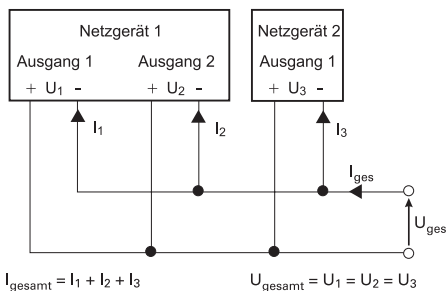 Netzgerät 1
Netzgerät 2
Ausgang 1
Ausgang 2
Ausgang 1
+ U₁ −
+ U₂ −
+ U₃ −
I₁
I₂
I₃
Iges
Uges
Igesamt = I₁ + I₂ + I₃
Ugesamt = U₁ = U₂ = U₃